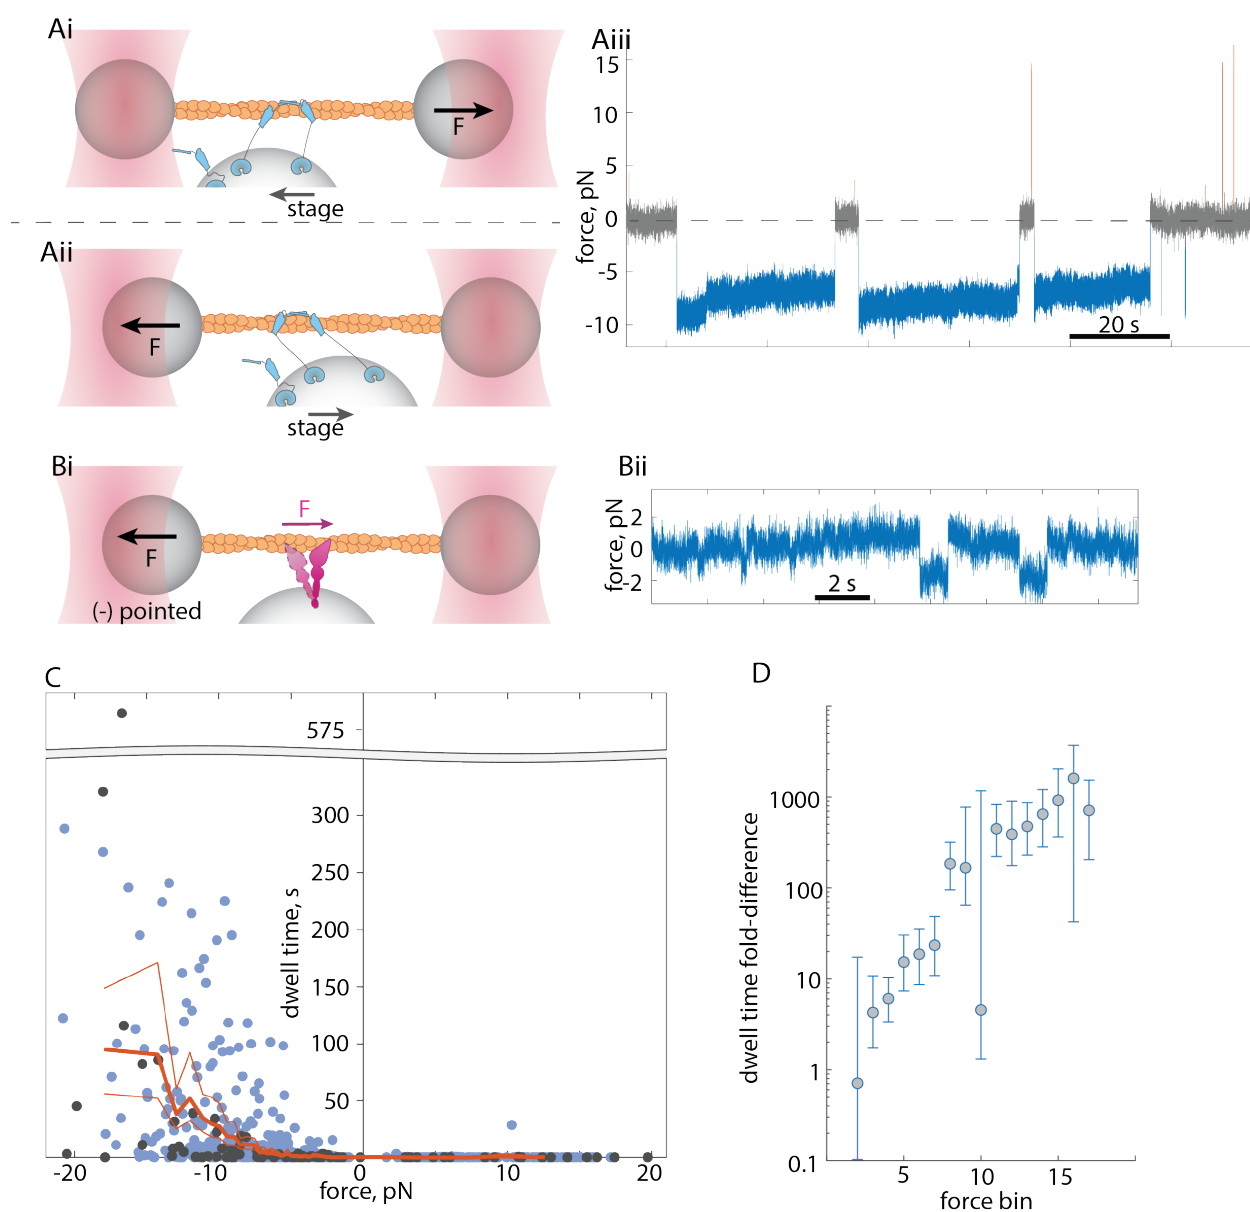 Ai
F
stage
Aii
F
stage
Aiii
force, pN
15
10
5
0
-5
-10
20 s
Bi
F
F
(-) pointed
Bii
force, pN
2
0
-2
2 s
C
575
300
250
200
150
100
50
dwell time, s
-20
-10
0
10
20
force, pN
D
dwell time fold-difference
1000
100
10
1
0.1
5
10
15
force bin